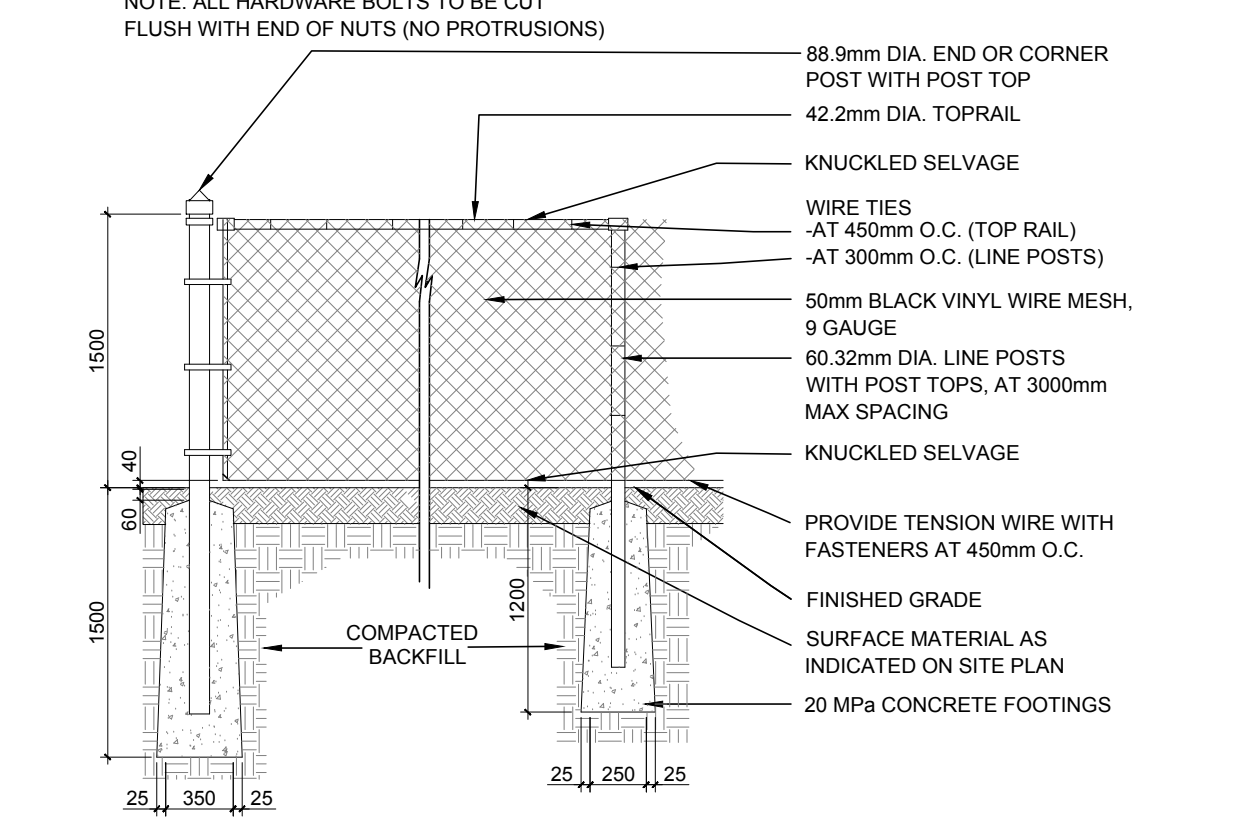 NOTE: ALL HARDWARE BOLTS TO BE CUT
FLUSH WITH END OF NUTS (NO PROTRUSIONS)
88.9mm DIA. END OR CORNER
POST WITH POST TOP
42.2mm DIA. TOPRAIL
KNUCKLED SELVAGE
WIRE TIES
-AT 450mm O.C. (TOP RAIL)
-AT 300mm O.C. (LINE POSTS)
50mm BLACK VINYL WIRE MESH,
9 GAUGE
60.32mm DIA. LINE POSTS
WITH POST TOPS, AT 3000mm
MAX SPACING
KNUCKLED SELVAGE
PROVIDE TENSION WIRE WITH
FASTENERS AT 450mm O.C.
FINISHED GRADE
SURFACE MATERIAL AS
INDICATED ON SITE PLAN
20 MPa CONCRETE FOOTINGS
COMPACTED
BACKFILL
1500
40
60
1500
1200
25 350 25
25 250 25